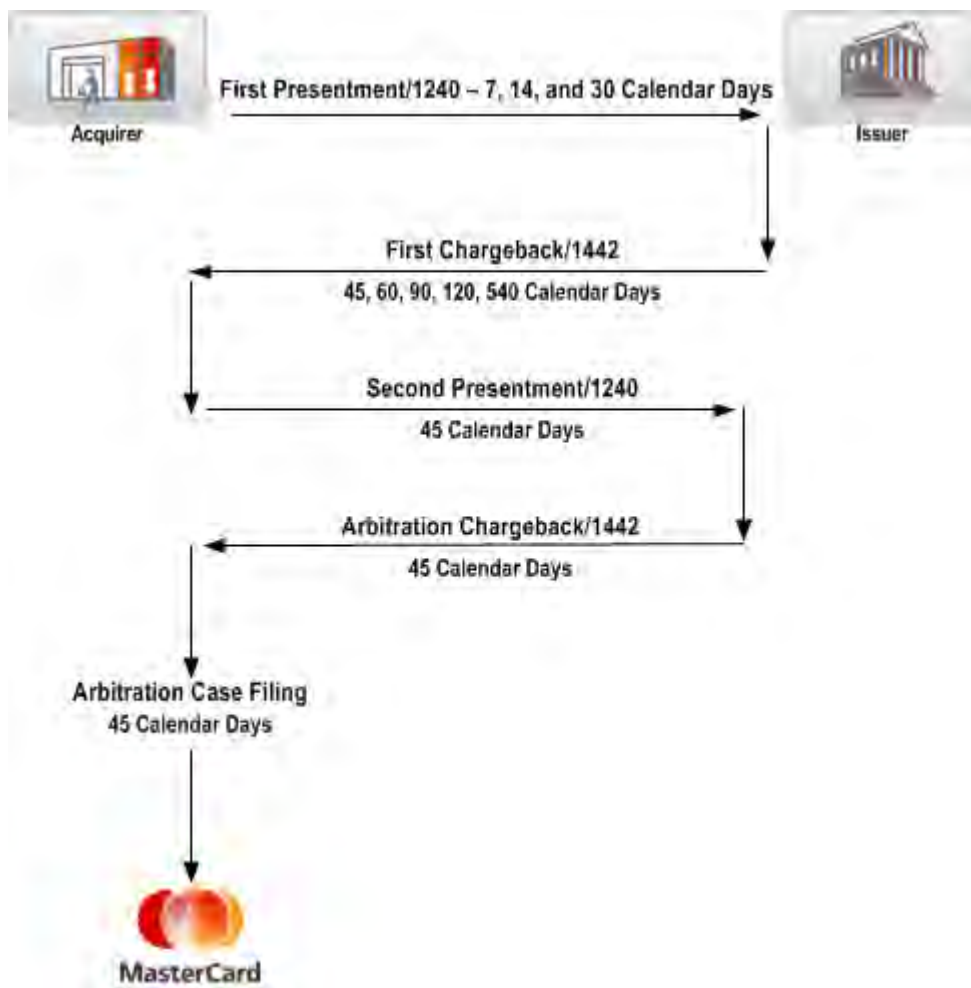 First Presentment/1240 – 7, 14, and 30 Calendar Days
Acquirer
Issuer
First Chargeback/1442
45, 60, 90, 120, 540 Calendar Days
Second Presentment/1240
45 Calendar Days
Arbitration Chargeback/1442
45 Calendar Days
Arbitration Case Filing
45 Calendar Days
MasterCard